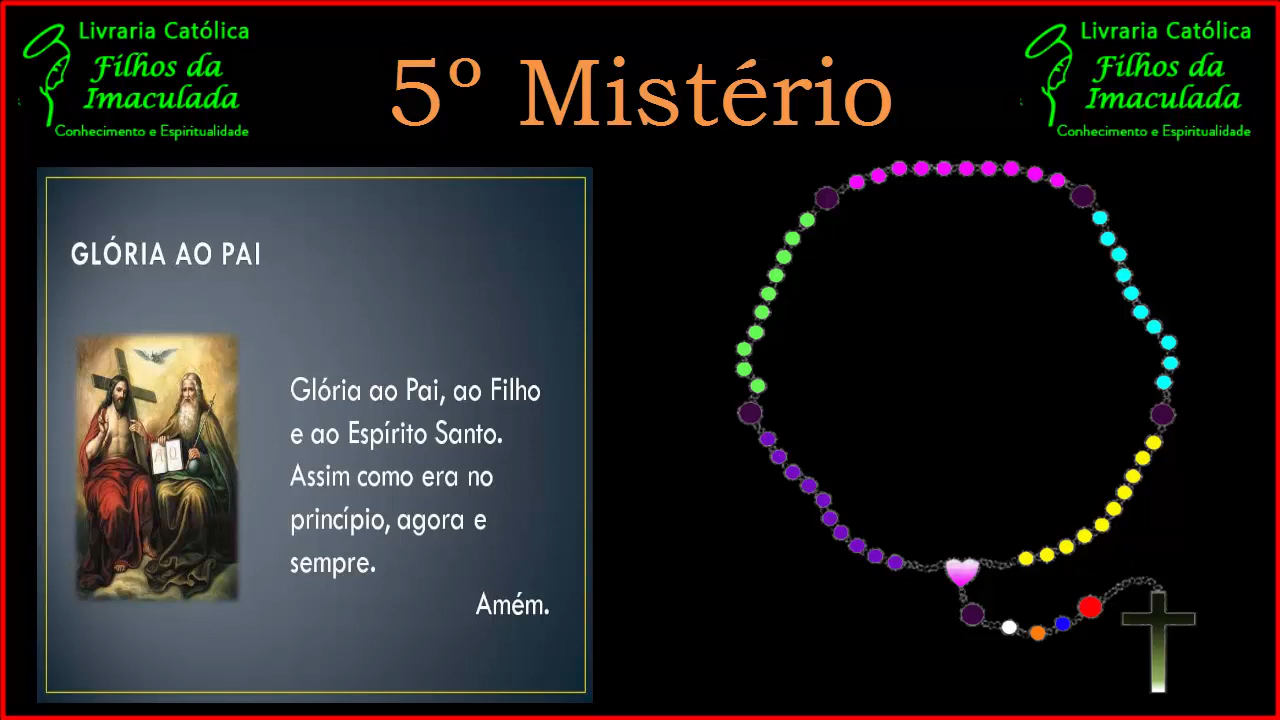 Livraria Católica
Filhos da
Imaculada
Conhecimento e Espiritualidade
5º Mistério
Livraria Católica
Filhos da
Imaculada
Conhecimento e Espiritualidade
GLÓRIA AO PAI
Glória ao Pai, ao Filho
e ao Espírito Santo.
Assim como era no
princípio, agora e
sempre.
Amém.